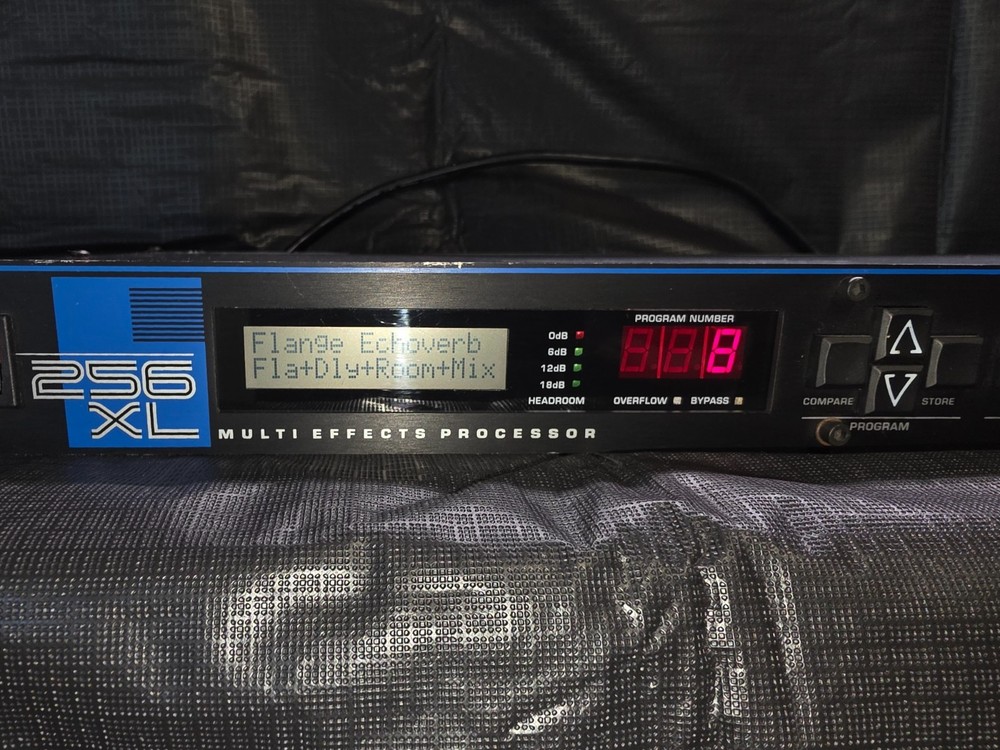 256
XL
MULTI EFFECTS PROCESSOR
Flange Echoverb
Fla+Dly+Room+Mix
0dB
6dB
12dB
18dB
HEADROOM
PROGRAM NUMBER
8
OVERFLOW BYPASS
COMPARE STORE
PROGRAM